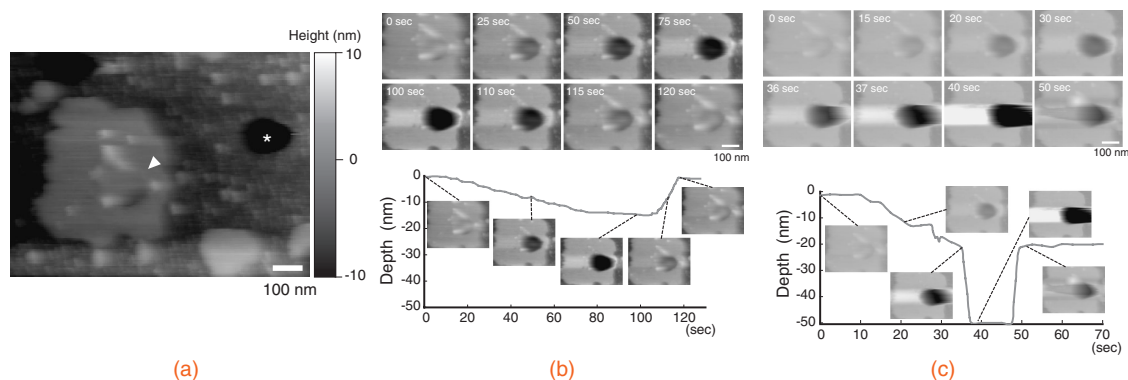 Height (nm)
10
0
-10
*
100 nm
(a)
0 sec 25 sec 50 sec 75 sec
100 sec 110 sec 115 sec 120 sec
100 nm
0
-10
-20
-30
-40
-50
Depth (nm)
0 20 40 60 80 100 120
(sec)
(b)
0 sec 15 sec 20 sec 30 sec
36 sec 37 sec 40 sec 50 sec
100 nm
0
-10
-20
-30
-40
-50
Depth (nm)
0 10 20 30 40 50 60 70
(sec)
(c)